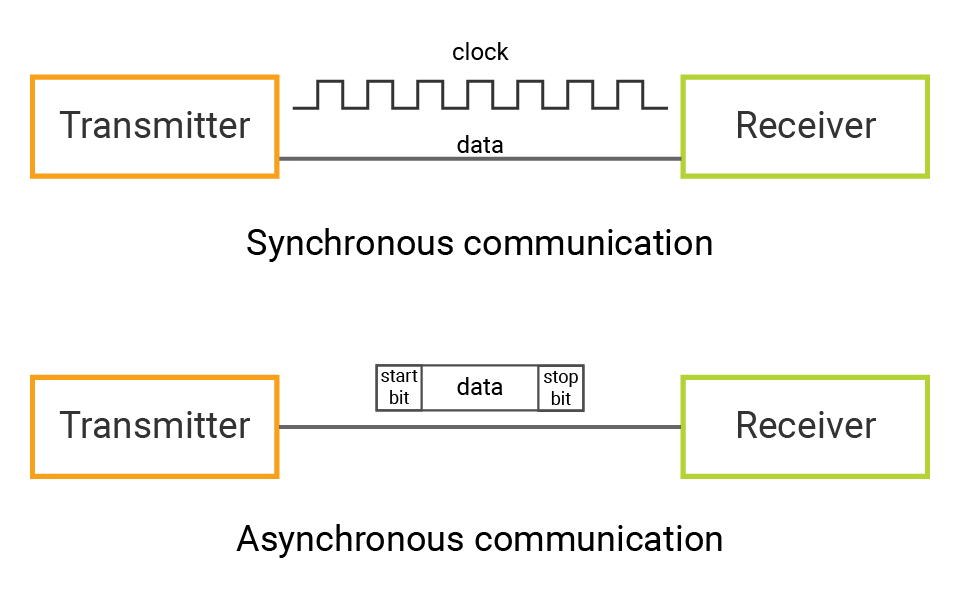 clock
Transmitter
Receiver
data
Synchronous communication
start
bit
data
stop
bit
Transmitter
Receiver
Asynchronous communication